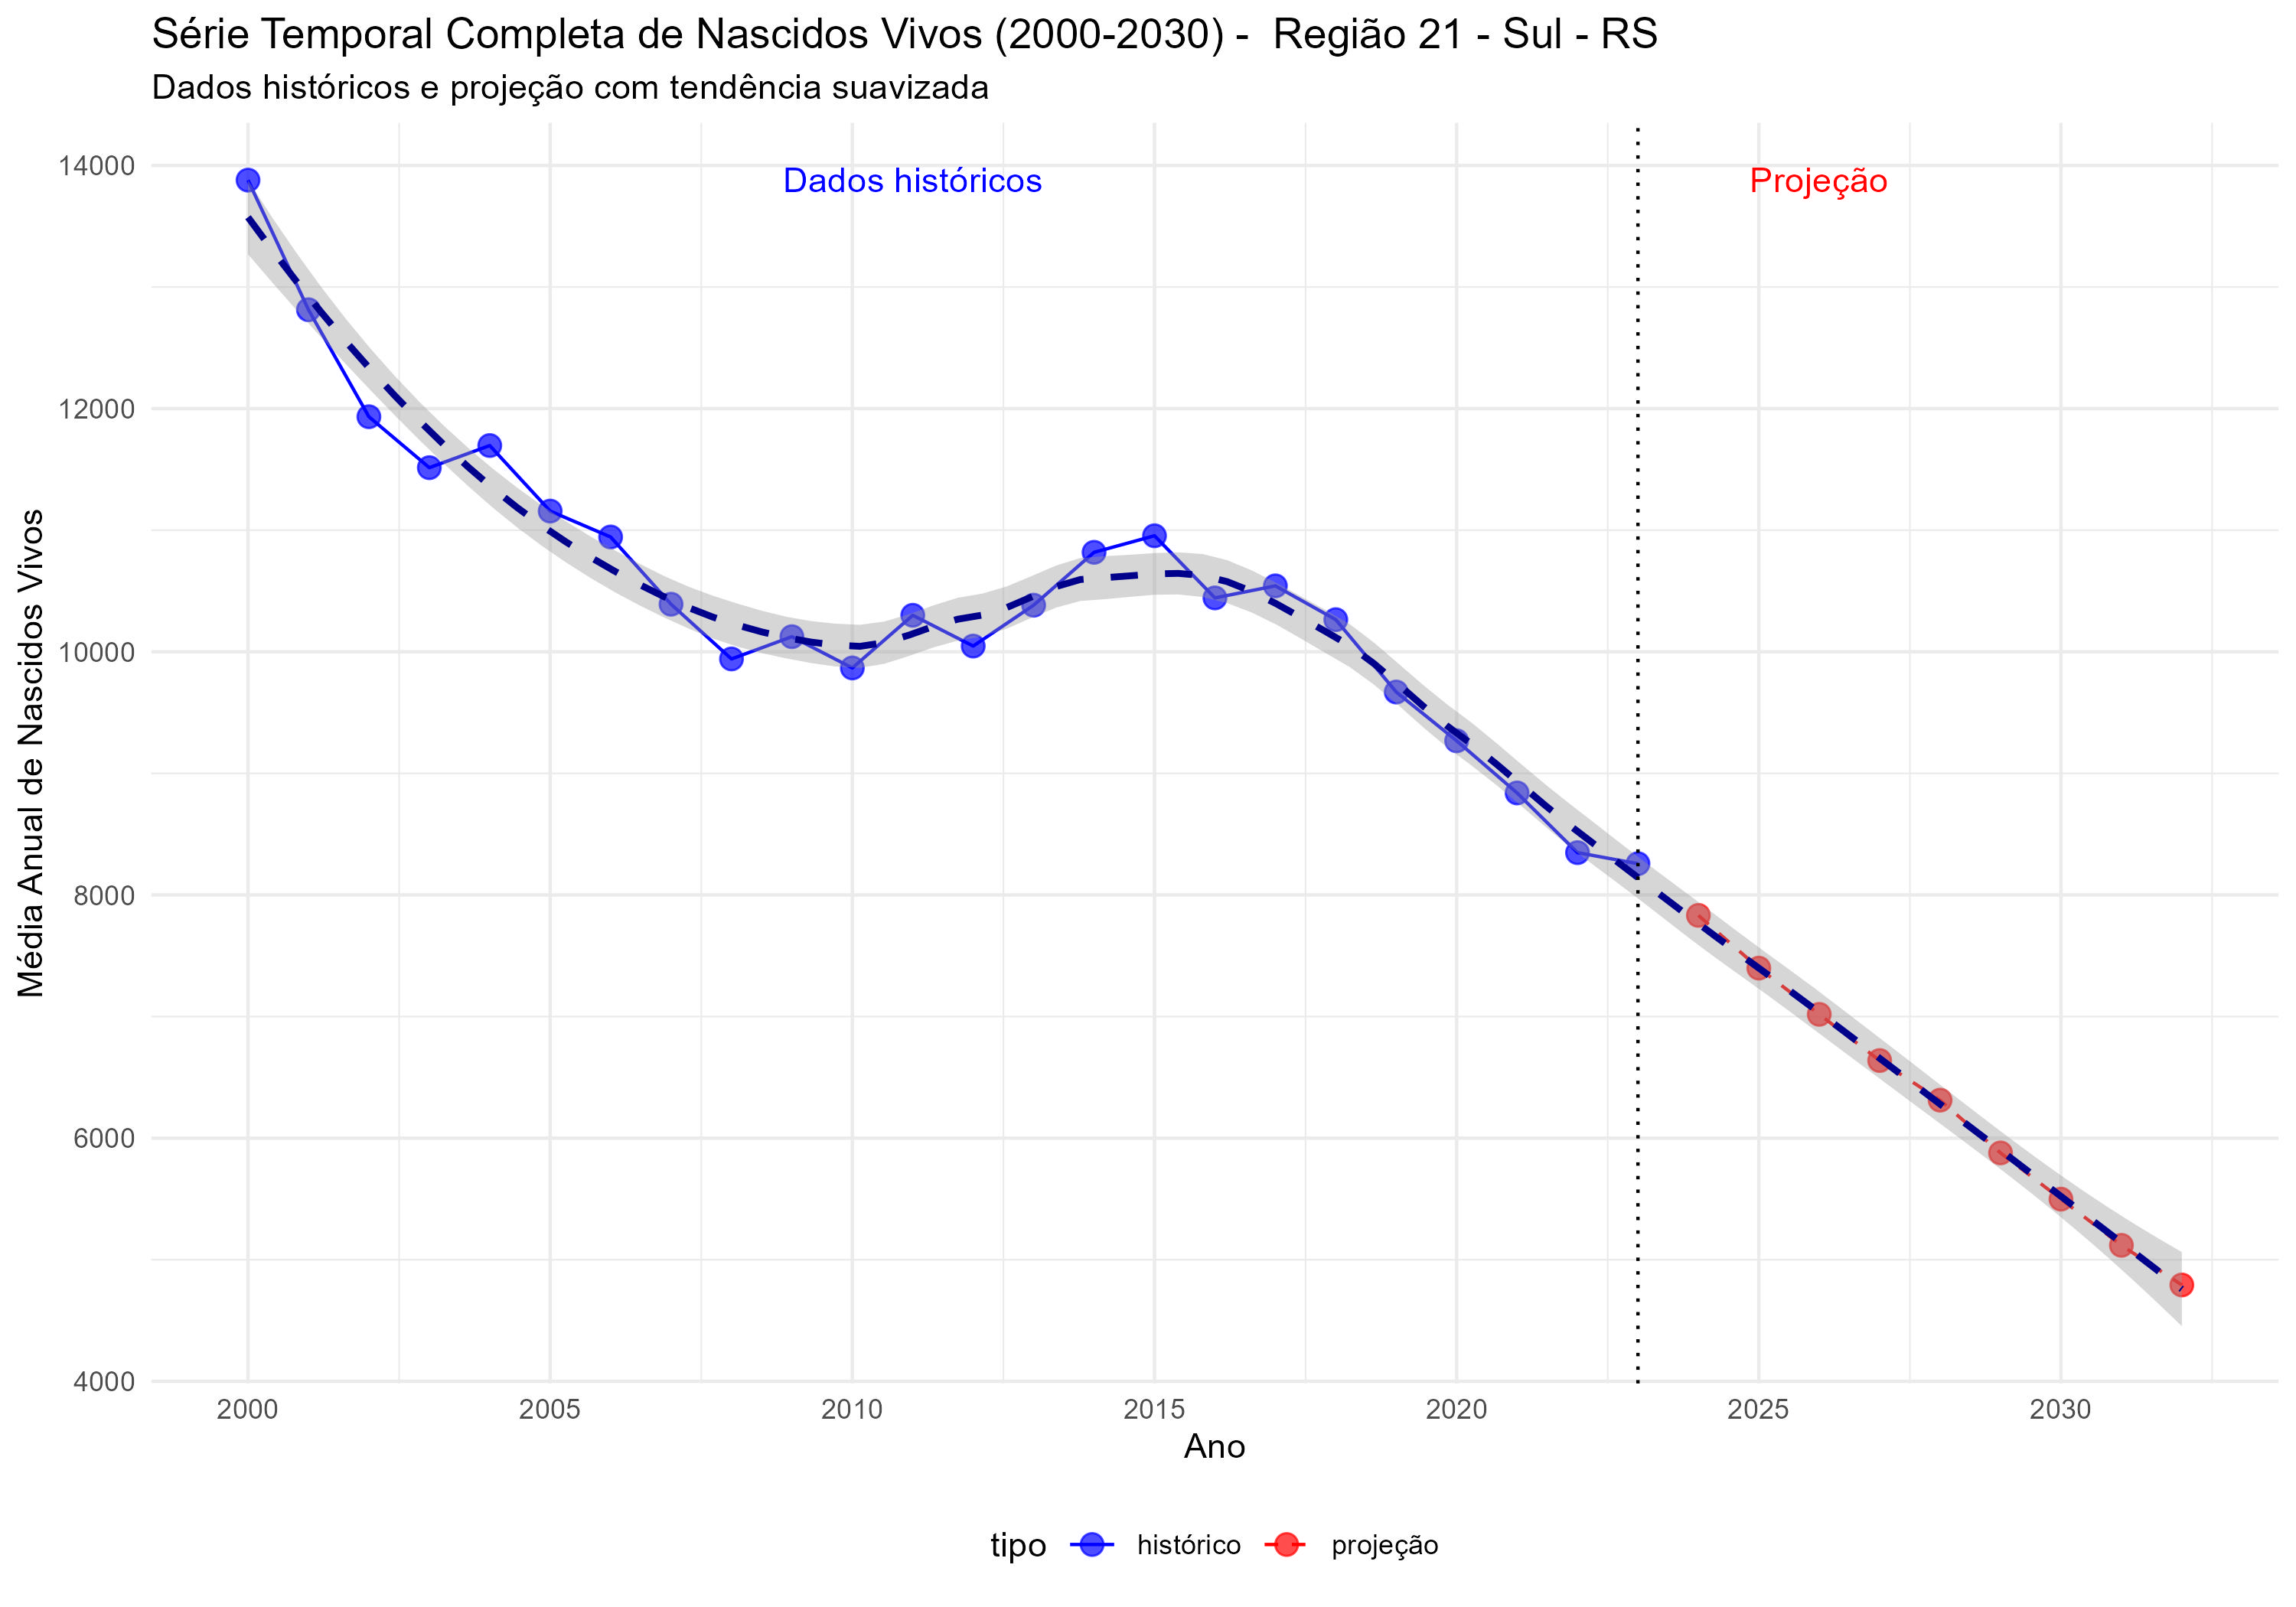 Série Temporal Completa de Nascidos Vivos (2000-2030) -  Região 21 - Sul - RS
Dados históricos e projeção com tendência suavizada
Média Anual de Nascidos Vivos
14000
12000
10000
8000
6000
4000
Dados históricos
Projeção
2000
2005
2010
2015
2020
2025
2030
Ano
tipo
histórico
projeção